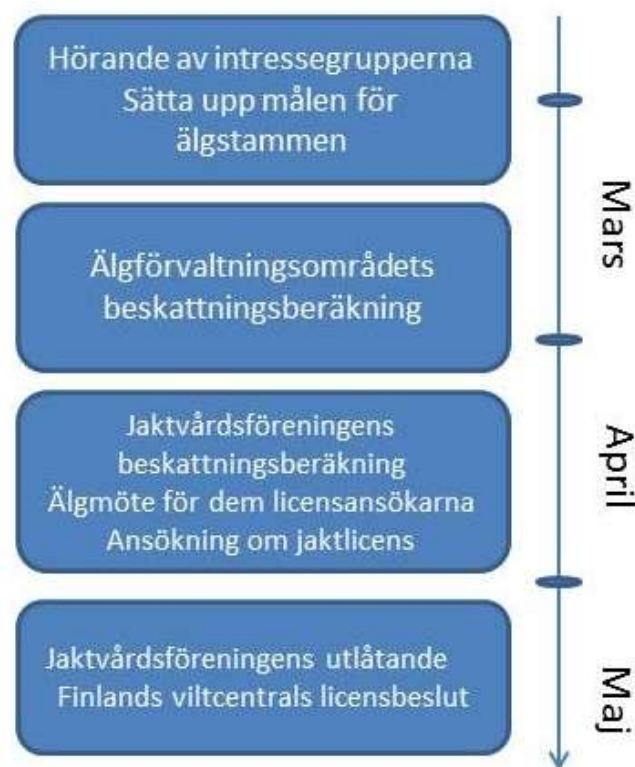 Hörande av intressegrupperna
Sätta upp målen för
älgstammen
Älgförvaltningsområdets
beskattningsberäkning
Jaktvårdsföreningens
beskattningsberäkning
Älgmöte för dem licensansökarna
Ansökning om jaktlicens
Jaktvårdsföreningens utlåtande
Finlands viltcentrals licensbeslut
Mars
April
Maj